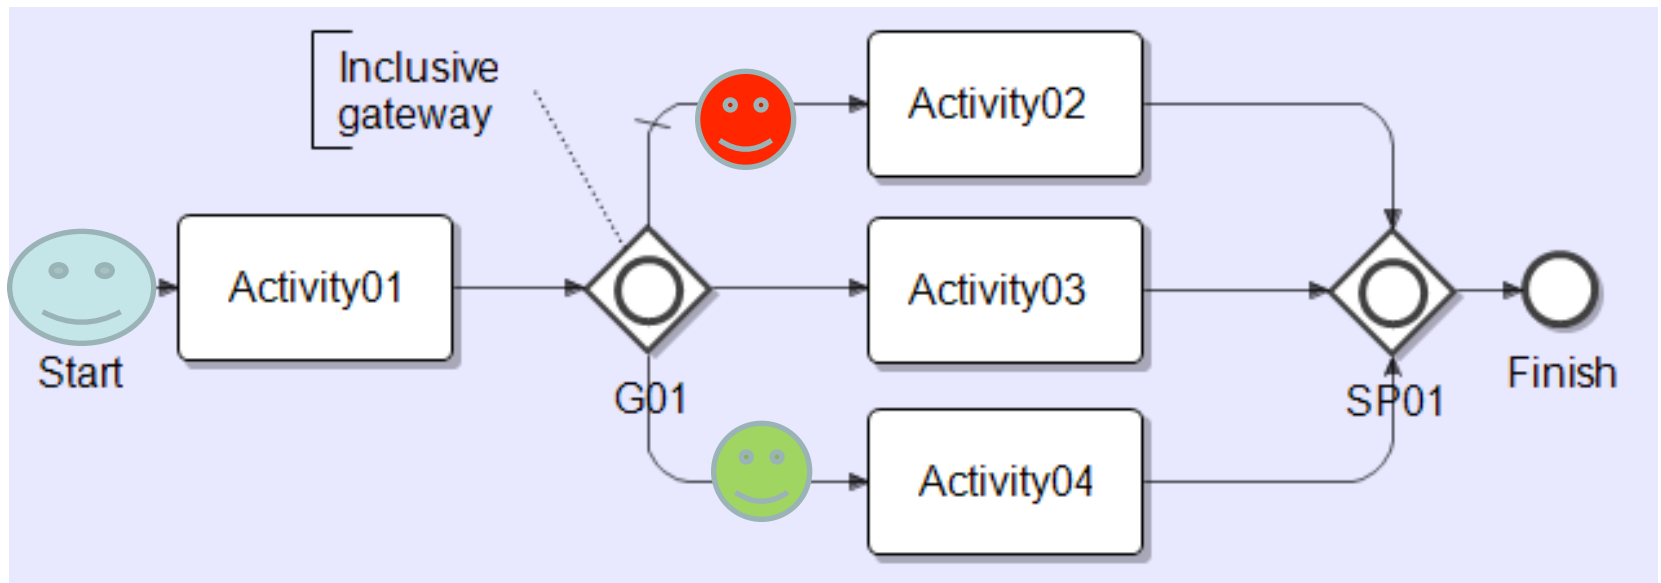 Inclusive
gateway
Activity02
Activity01
Activity03
Start
G01
SP01
Finish
Activity04